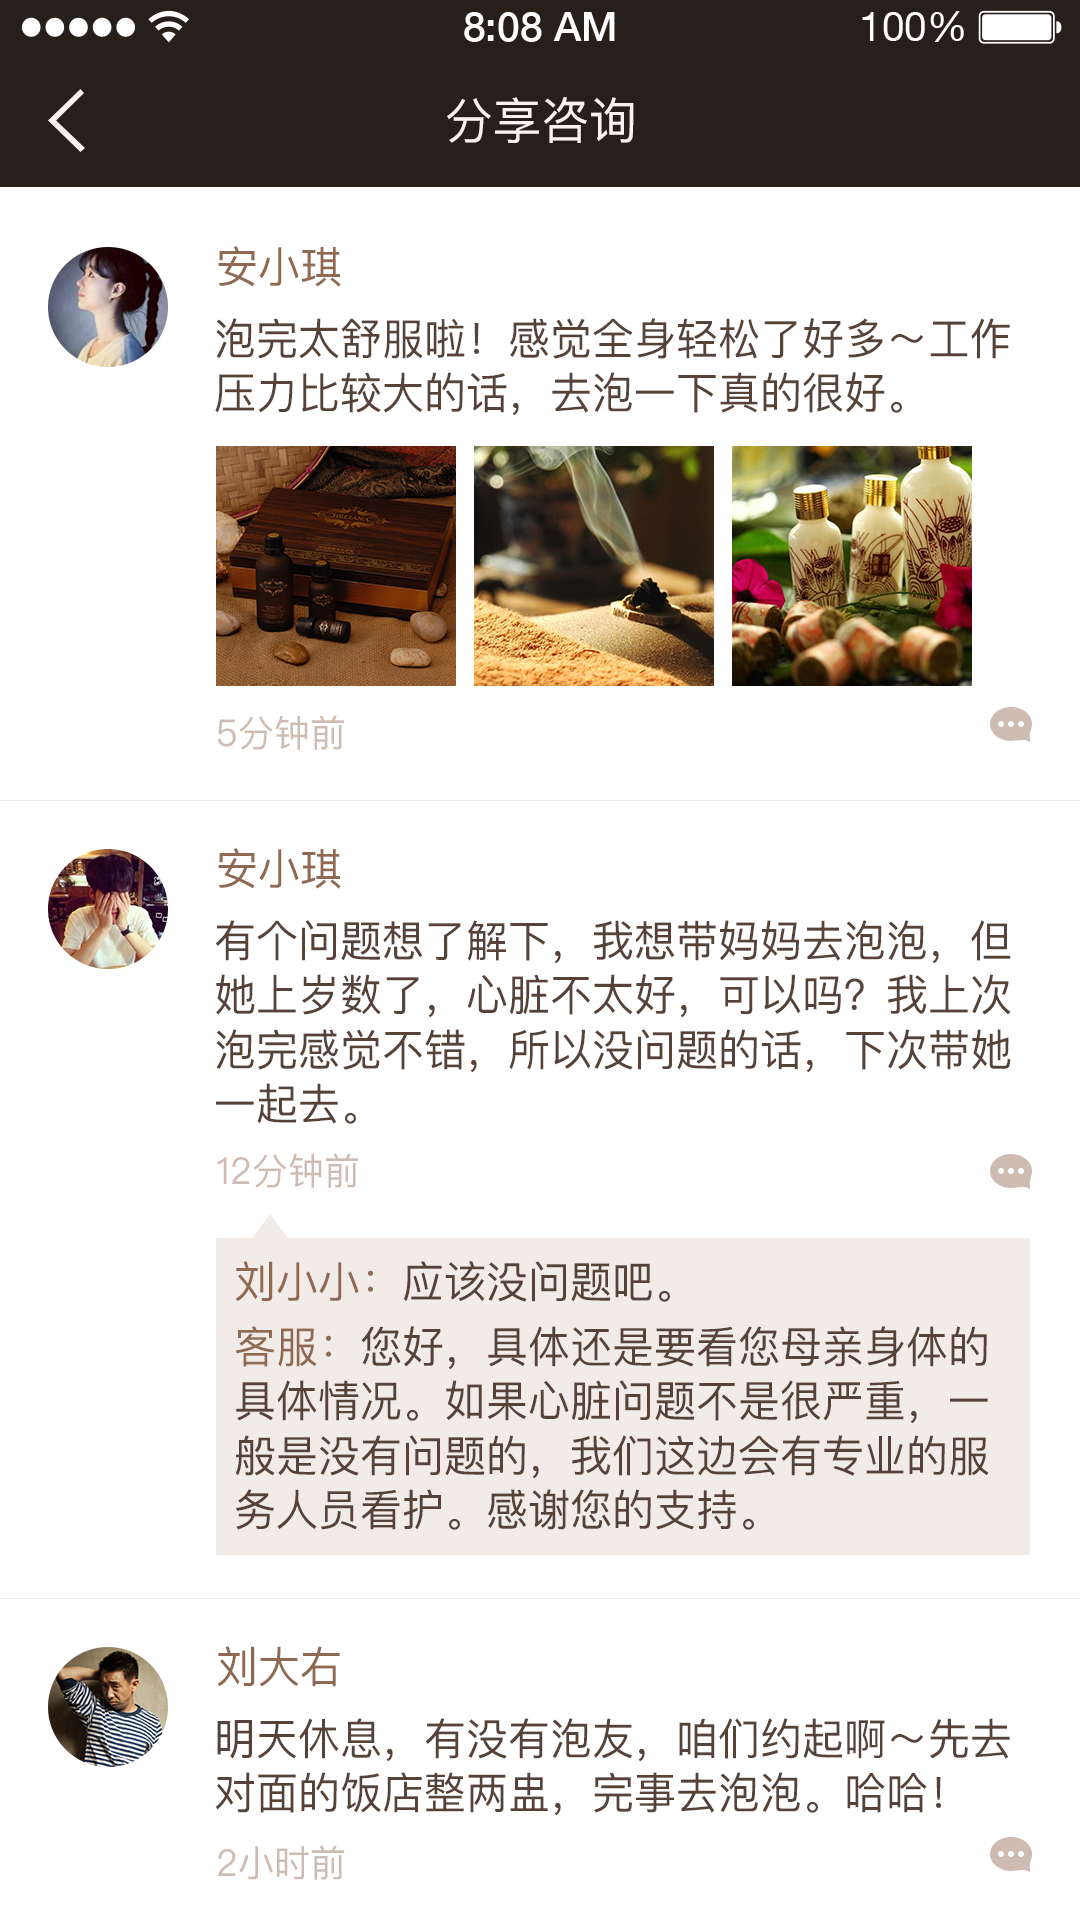 8:08 AM
100%
分享咨询
安小琪
泡完太舒服啦！感觉全身轻松了好多～工作
压力比较大的话，去泡一下真的很好。
5分钟前
安小琪
有个问题想了解下，我想带妈妈去泡泡，但
她上岁数了，心脏不太好，可以吗？我上次
泡完感觉不错，所以没问题的话，下次带她
一起去。
12分钟前
刘小小：应该没问题吧。
客服：您好，具体还是要看您母亲身体的
具体情况。如果心脏问题不是很严重，一
般是没有问题的，我们这边会有专业的服
务人员看护。感谢您的支持。
刘大右
明天休息，有没有泡友，咱们约起啊～先去
对面的饭店整两盅，完事去泡泡。哈哈！
2小时前